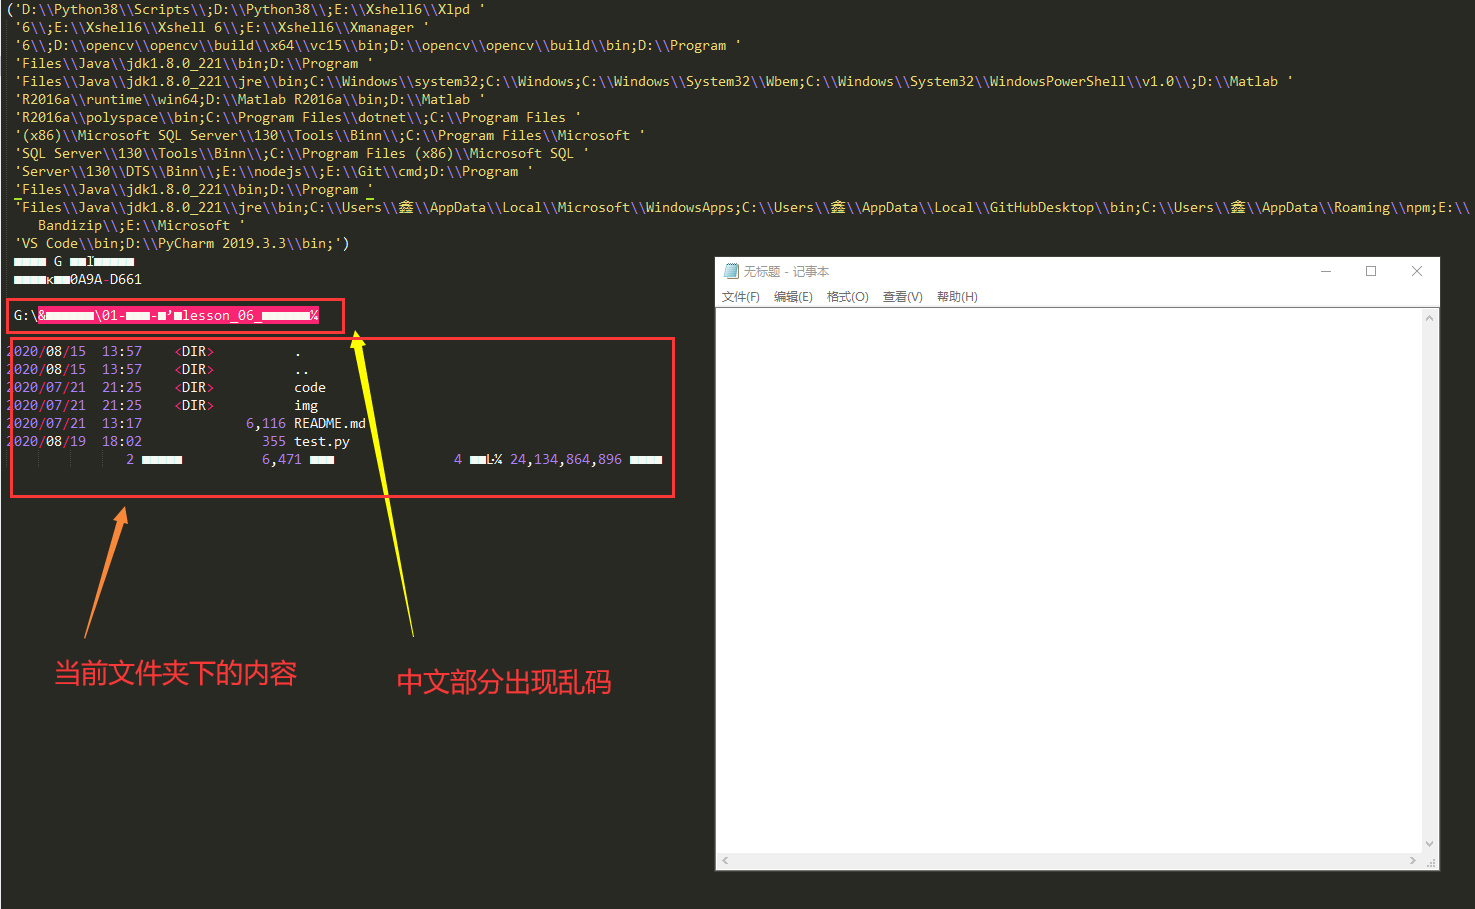 ('D:\\Python38\\Scripts\\;D:\\Python38\\;E:\\Xshell6\\Xlpd '
'6\\;E:\\Xshell6\\Xshell 6\\;E:\\Xshell6\\Xmanager '
'6\\;D:\\opencv\\opencv\\build\\x64\\vc15\\bin;D:\\opencv\\opencv\\build\\bin;D:\\Program '
'Files\\Java\\jdk1.8.0_221\\bin;D:\\Program '
'Files\\Java\\jdk1.8.0_221\\jre\\bin;C:\\Windows\\system32;C:\\Windows;C:\\Windows\\System32\\Wbem;C:\\Windows\\System32\\WindowsPowerShell\\v1.0\\;D:\\Matlab '
'R2016a\\runtime\\win64;D:\\Matlab R2016a\\bin;D:\\Matlab '
'R2016a\\polyspace\\bin;C:\\Program Files\\dotnet\\;C:\\Program Files '
'(x86)\\Microsoft SQL Server\\130\\Tools\\Binn\\;C:\\Program Files\\Microsoft '
'SQL Server\\130\\Tools\\Binn\\;C:\\Program Files (x86)\\Microsoft SQL '
'Server\\130\\DTS\\Binn\\;E:\\nodejs\\;E:\\Git\\cmd;D:\\Program '
'Files\\Java\\jdk1.8.0_221\\bin;D:\\Program '
'Files\\Java\\jdk1.8.0_221\\jre\\bin;C:\\Users\\鑫\\AppData\\Local\\Microsoft\\WindowsApps;C:\\Users\\鑫\\AppData\\Local\\GitHubDesktop\\bin;C:\\Users\\鑫\\AppData\\Roaming\\npm;E:\\
Bandizip\\;E:\\Microsoft '
'VS Code\\bin;D:\\PyCharm 2019.3.3\\bin;')
■■■■ G ■■■■■■■
■■■■к■■0A9A-D661
G:\&■■■■■■\01-■■■-■’■lesson_06_■■■■■■¼
2020/08/15 13:57 <DIR> .
2020/08/15 13:57 <DIR> ..
2020/07/21 21:25 <DIR> code
2020/07/21 21:25 <DIR> img
2020/07/21 13:17 6,116 README.md
2020/08/19 18:02 355 test.py
2 ■■■■■ 6,471 ■■■
4 ■■Ŀ¼ 24,134,864,896 ■■■■
当前文件夹下的内容
中文部分出现乱码
无标题 - 记事本
文件(F) 编辑(E) 格式(O) 查看(V) 帮助(H)